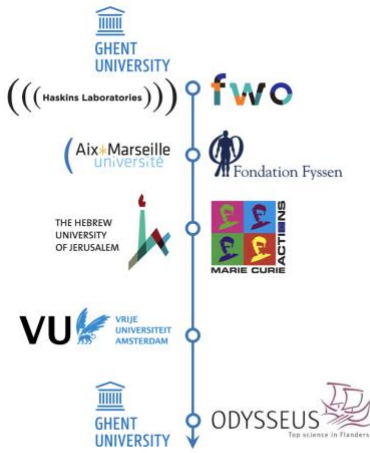 GHENT
UNIVERSITY
(((Haskins Laboratories)))
fwo
Aix*Marseille
université
Fondation Fyssen
THE HEBREW
UNIVERSITY
OF JERUSALEM
ACTIONS
MARIE CURIE
VU
VRIJE
UNIVERSITEIT
AMSTERDAM
GHENT
UNIVERSITY
ODYSSEUS
Top science in Flanders